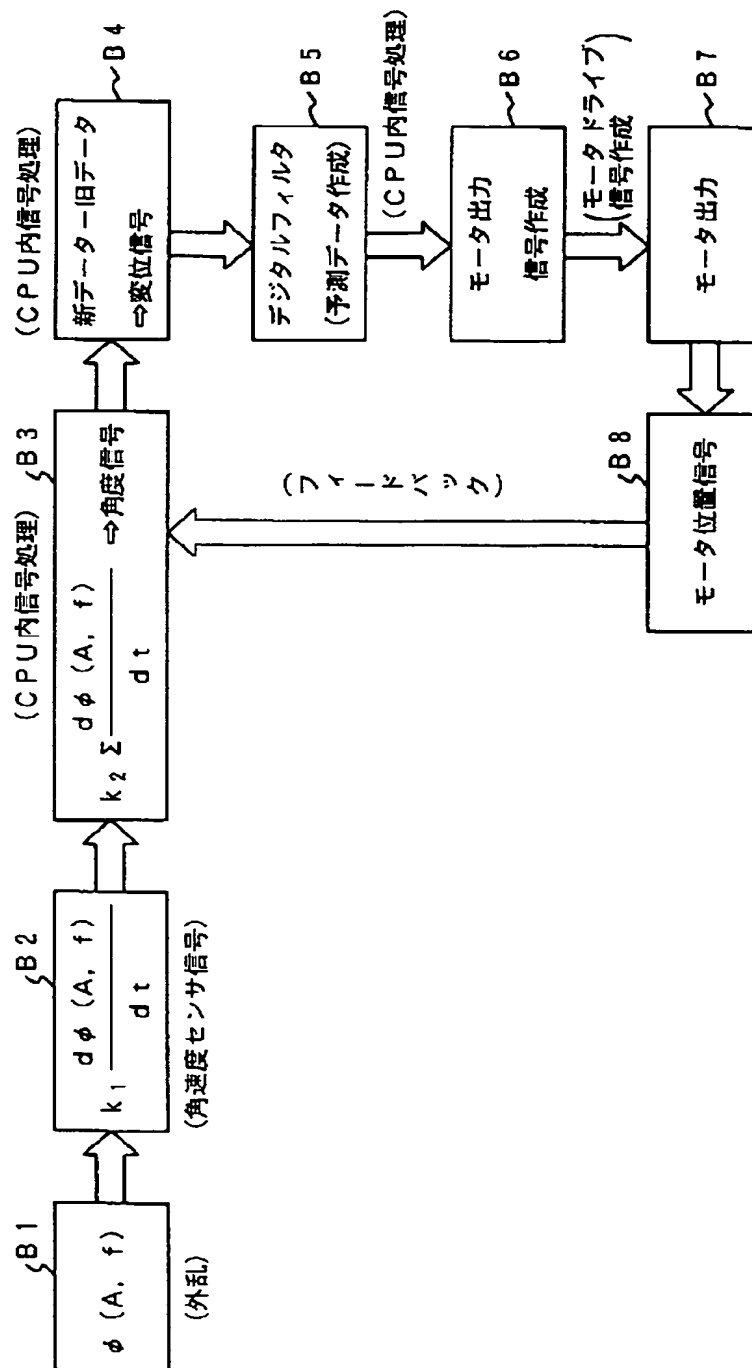 B1
φ (A, f)
(外乱)
B2
k₁ dφ (A, f)
dt
(角速度センサ信号)
(CPU内信号処理)
B3
k₂ Σ dφ (A, f)
dt
⇨角度信号
(CPU内信号処理)
B4
新データー旧データ
⇨変位信号
B5
デジタルフィルタ
(予測データ作成)
(CPU内信号処理)
B6
モータ出力
信号作成
(モータドライブ
信号作成)
B7
モータ出力
B8
モータ位置信号
(フィードバック)